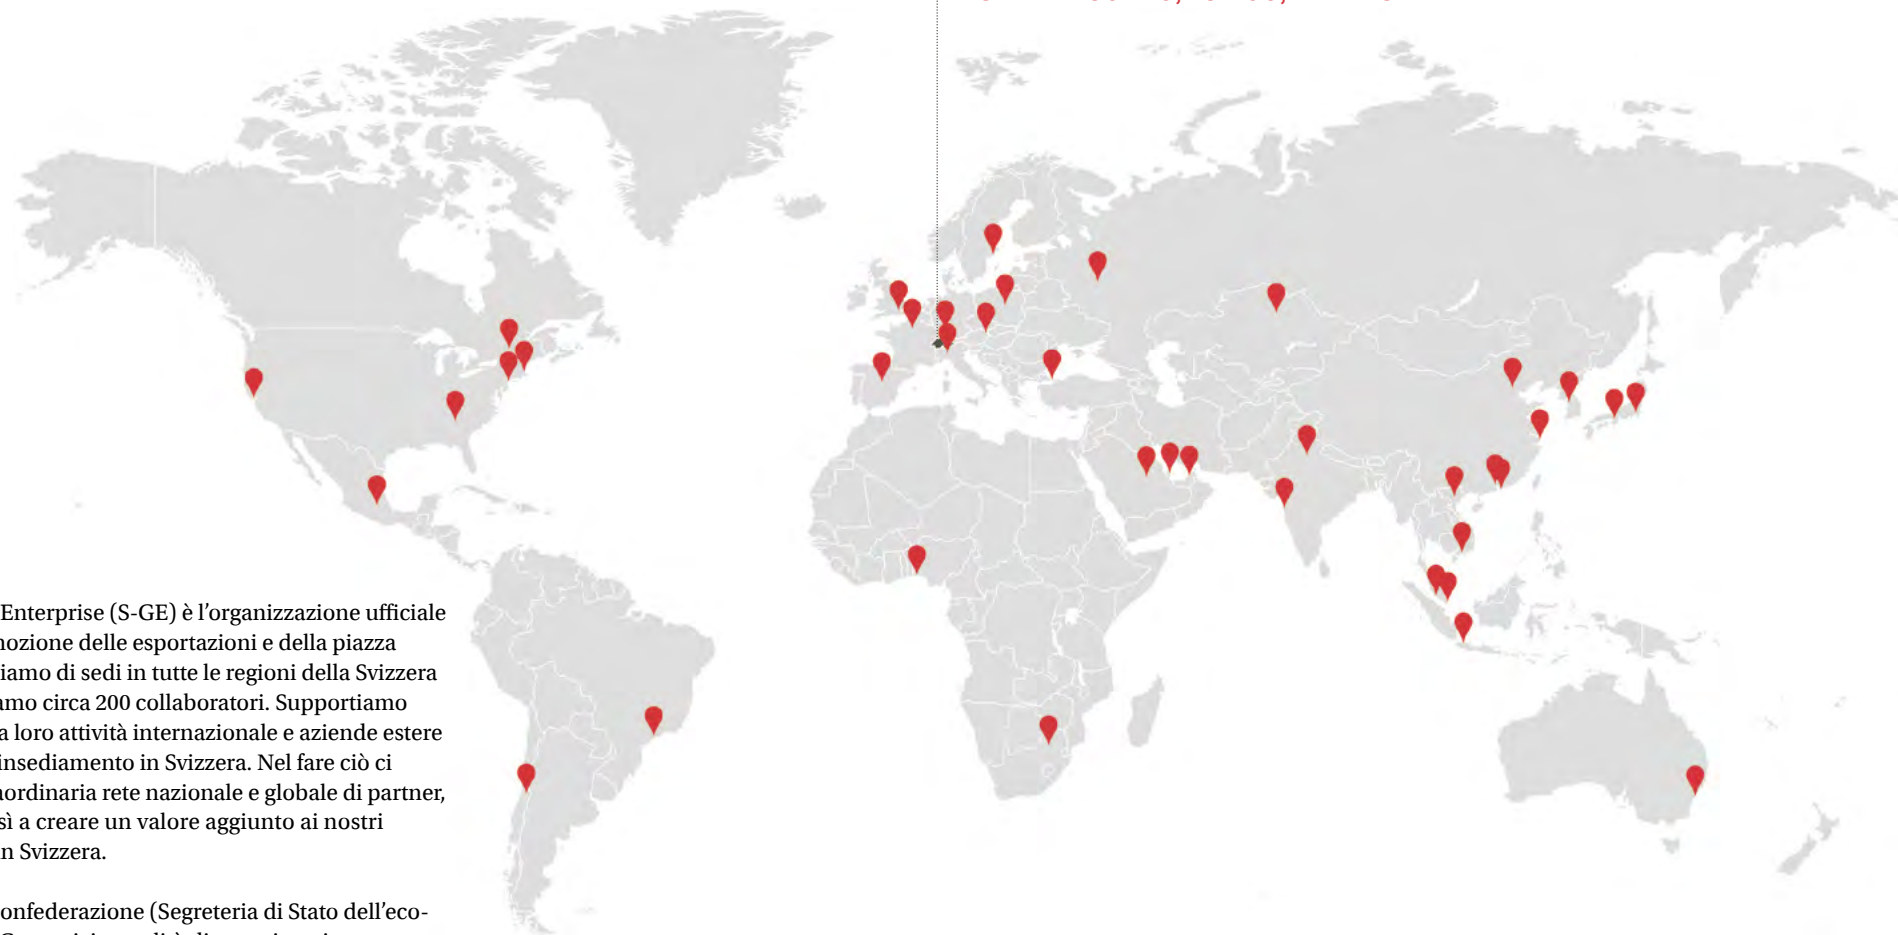 Enterprise (S-GE) è l’organizzazione ufficiale
mozione delle esportazioni e della piazza
iamo di sedi in tutte le regioni della Svizzera
amo circa 200 collaboratori. Supportiamo
a loro attività internazionale e aziende estere
insediamento in Svizzera. Nel fare ciò ci
aordinaria rete nazionale e globale di partner,
sì a creare un valore aggiunto ai nostri
n Svizzera.
onfederazione (Segreteria di Stato dell’eco-